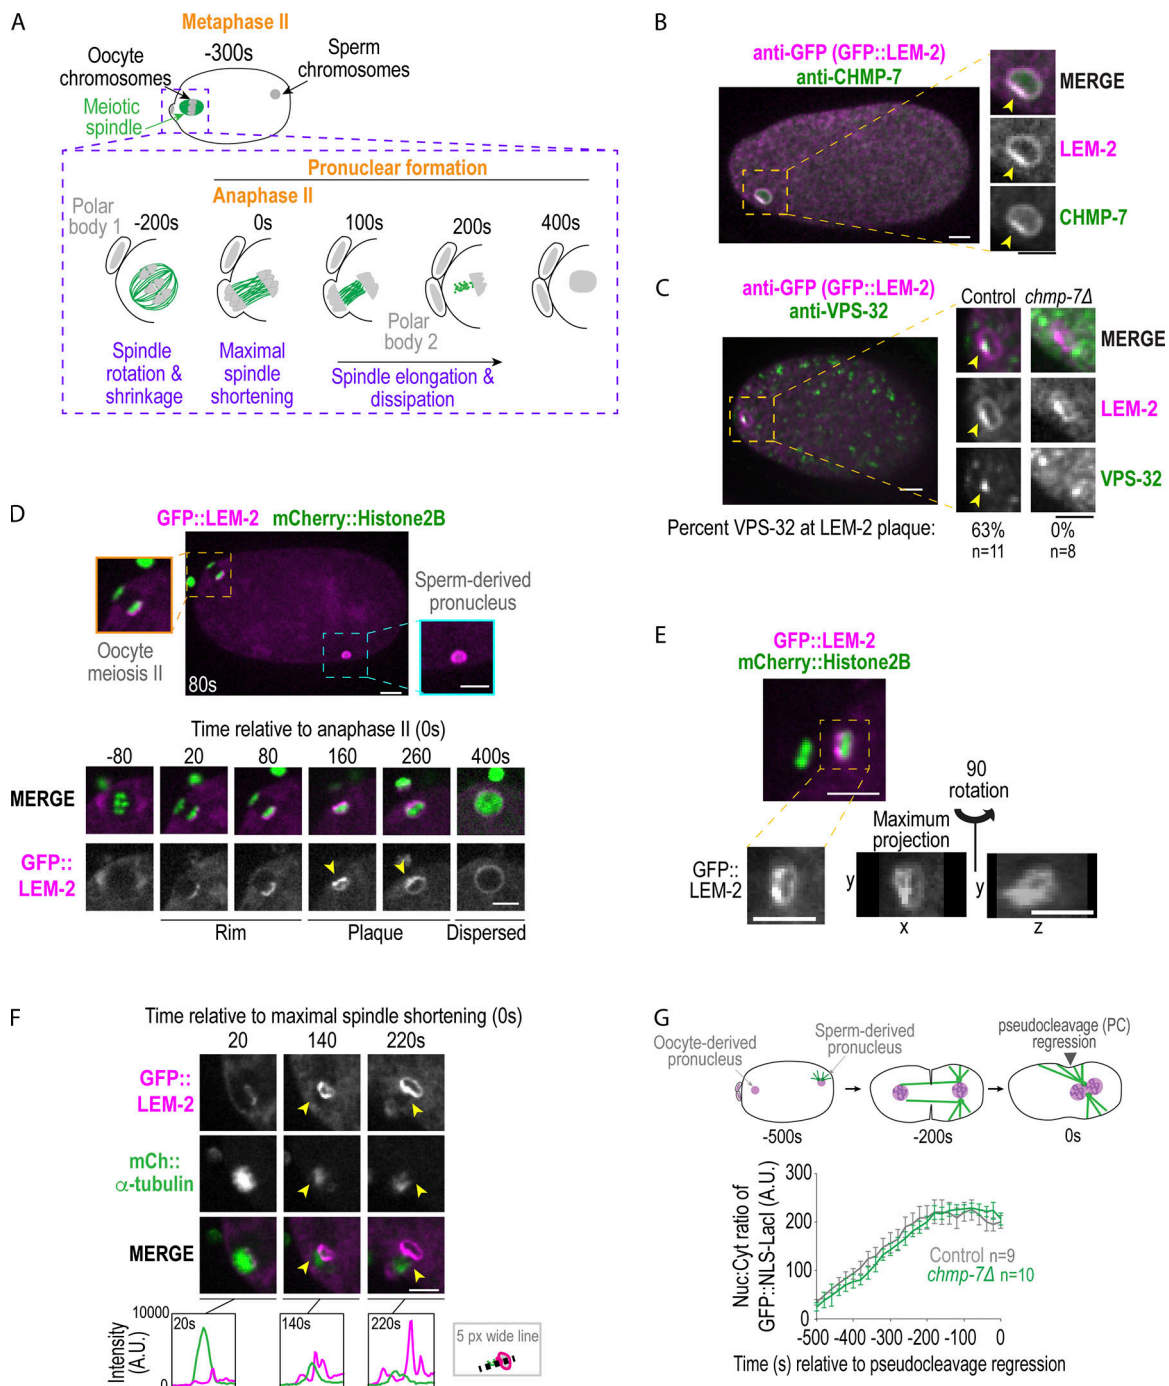 A
Metaphase II
-300s
Oocyte
chromosomes
Sperm
chromosomes
Meiotic
spindle
Pronuclear formation
Anaphase II
Polar
body 1
-200s
0s
100s
200s
400s
Polar
body 2
Spindle
rotation &
shrinkage
Maximal
spindle
shortening
Spindle elongation &
dissipation
B
anti-GFP (GFP::LEM-2)
anti-CHMP-7
MERGE
LEM-2
CHMP-7
C
anti-GFP (GFP::LEM-2)
anti-VPS-32
Control chmp-7Δ
MERGE
LEM-2
VPS-32
Percent VPS-32 at LEM-2 plaque: 63% 0%
n=11 n=8
D
GFP::LEM-2 mCherry::Histone2B
Oocyte
meiosis II
80s
Sperm-derived
pronucleus
Time relative to anaphase II (0s)
-80 20 80 160 260 400s
MERGE
GFP::
LEM-2
Rim Plaque Dispersed
E
GFP::LEM-2
mCherry::Histone2B
90
rotation
Maximum
projection
GFP::
LEM-2
y
x
y
z
F
Time relative to maximal spindle shortening (0s)
20 140 220s
GFP::
LEM-2
mCh::
α-tubulin
MERGE
10000
Intensity
(A.U.)
0
20s
140s
220s
5 px wide line
G
Oocyte-derived
pronucleus
Sperm-derived
pronucleus
pseudocleavage (PC)
regression
-500s
-200s
0s
Nuc:Cyt ratio of
GFP::NLS-LacI (A.U.)
300
200
100
0
Control n=9
chmp-7Δ n=10
-500 -400 -300 -200 -100 0
Time (s) relative to pseudocleavage regression